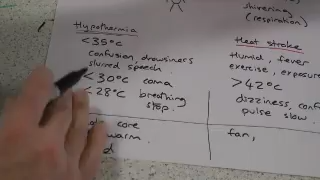 shivering
(respiration)
Hypothermia
<35°C
confusion, drowsiness
slurred speech.
<30°C coma
<28°C breathing
stop.
core
warm.
Heat stroke
Humid, fever
exercise, exposure
>42°C
dizziness, conf
pulse slow.
fan,